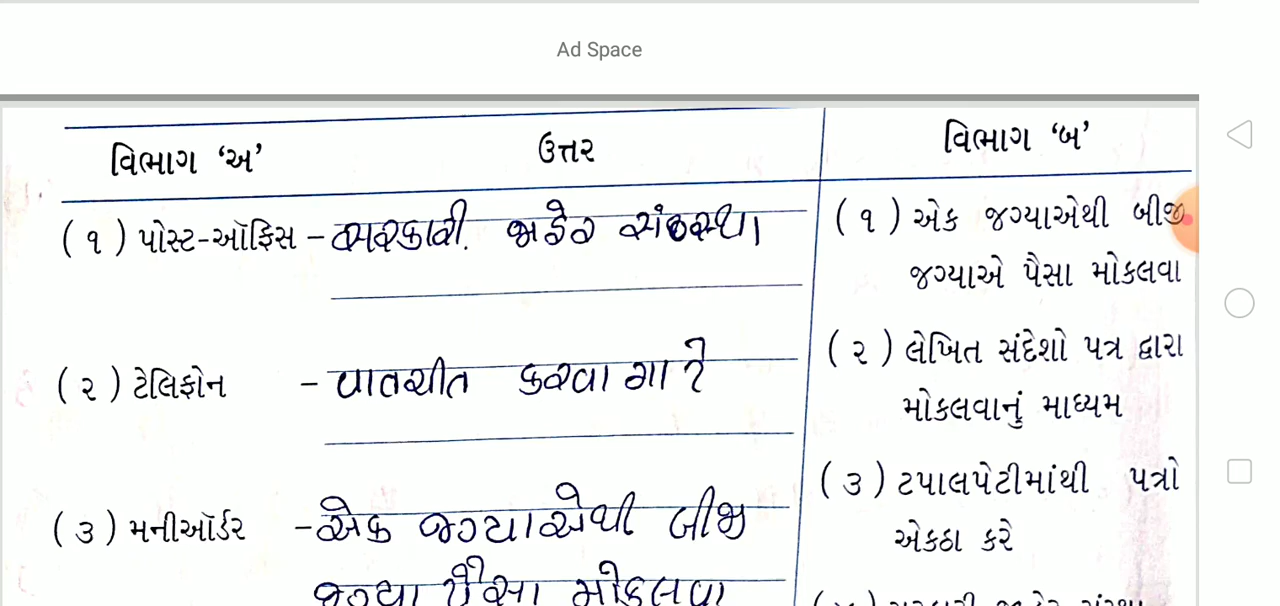 Ad Space
વિભાગ ‘અ’ ઉત્તર વિભાગ ‘બ’
(૧) પોસ્ટ-ઑફિસ – સરકારી. જાહેર સંસ્થા (૧) એક જગ્યાએથી બીજી
જગ્યાએ પૈસા મોકલવા
(૨) ટેલિફોન – વાતચીત કરવા (૨) લેખિત સંદેશો પત્ર દ્વારા
મોકલવાનું માધ્યમ
(૩) મનીઑર્ડર – એક જગ્યાએથી બીજી (૩) ટપાલપેટીમાંથી પત્રો
એકઠા કરે
જગ્યા પૈસા મોકલવા